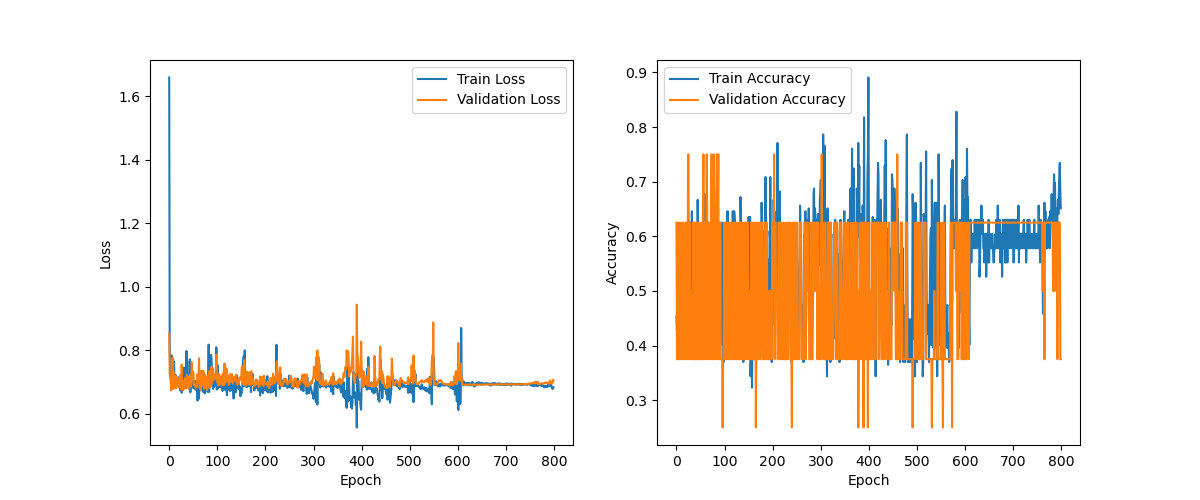 Train Loss
Validation Loss
1.6
1.4
1.2
1.0
0.8
0.6
Loss
0 100 200 300 400 500 600 700 800
Epoch
Train Accuracy
Validation Accuracy
0.9
0.8
0.7
0.6
0.5
0.4
0.3
Accuracy
0 100 200 300 400 500 600 700 800
Epoch